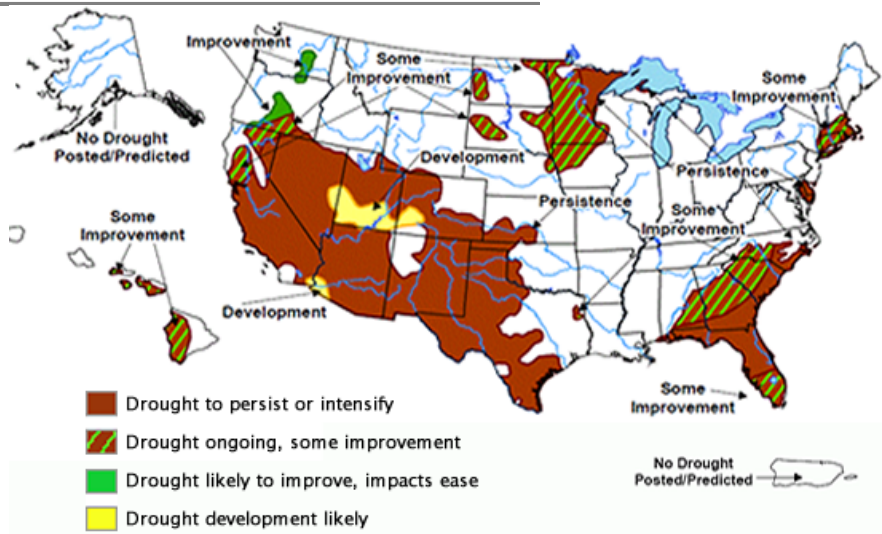 Improvement
Some
Improvement
Some
Improvement
No Drought
Posted/Predicted
Development
Persistence
Persistence
Some
Improvement
Some
Improvement
Development
Some
Improvement
Drought to persist or intensify
Drought ongoing, some improvement
Drought likely to improve, impacts ease
Drought development likely
No Drought
Posted/Predicted